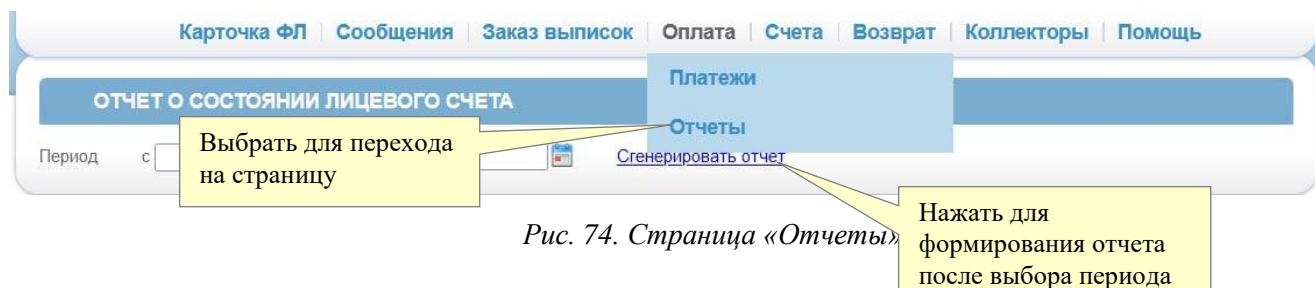 Карточка ФЛ Сообщения Заказ выписок Оплата Счета Возврат Коллекторы Помощь
Платежи
ОТЧЕТ О СОСТОЯНИИ ЛИЦЕВОГО СЧЕТА
Отчеты
Выбрать для перехода
на страницу
Период с
Сгенерировать отчет
Рис. 74. Страница «Отчеты»
Нажать для
формирования отчета
после выбора периода